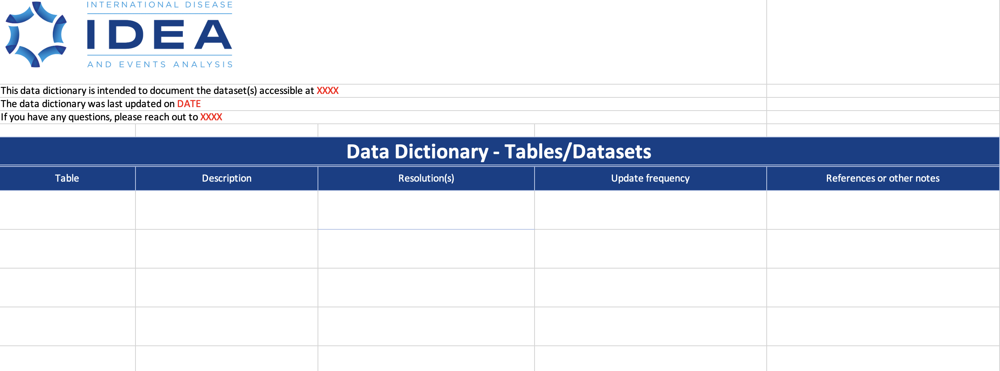 INTERNATIONAL DISEASE
IDEA
AND EVENTS ANALYSIS
This data dictionary is intended to document the dataset(s) accessible at XXXX
The data dictionary was last updated on DATE
If you have any questions, please reach out to XXXX
Data Dictionary - Tables/Datasets
Table Description Resolution(s) Update frequency References or other notes